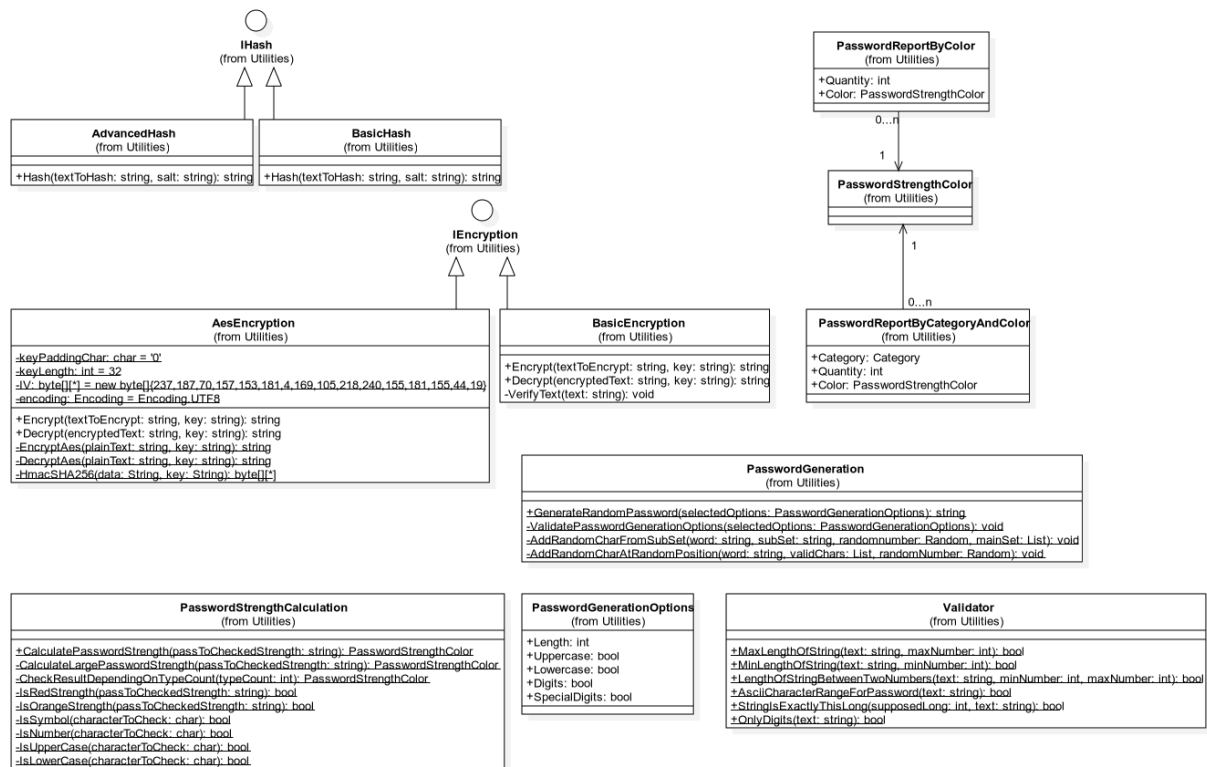 IHash
(from Utilities)
AdvancedHash
(from Utilities)
+Hash(textToHash: string, salt: string): string
BasicHash
(from Utilities)
+Hash(textToHash: string, salt: string): string
PasswordReportByColor
(from Utilities)
+Quantity: int
+Color: PasswordStrengthColor
0...n
1
PasswordStrengthColor
(from Utilities)
1
0...n
IEncryption
(from Utilities)
AesEncryption
(from Utilities)
-keyPaddingChar: char = '0'
-keyLength: int = 32
-IV: byte[][*] = new byte[]{237,187,70,157,153,181,4,169,105,218,240,155,181,155,44,19}
-encoding: Encoding = Encoding.UTF8
+Encrypt(textToEncrypt: string, key: string): string
+Decrypt(encryptedText: string, key: string): string
-EncryptAes(plainText: string, key: string): string
-DecryptAes(plainText: string, key: string): string
-HmacSHA256(data: String, key: String): byte[][*]
BasicEncryption
(from Utilities)
+Encrypt(textToEncrypt: string, key: string): string
+Decrypt(encryptedText: string, key: string): string
-VerifyText(text: string): void
PasswordReportByCategoryAndColor
(from Utilities)
+Category: Category
+Quantity: int
+Color: PasswordStrengthColor
PasswordGeneration
(from Utilities)
+GenerateRandomPassword(selectedOptions: PasswordGenerationOptions): string
-ValidatePasswordGenerationOptions(selectedOptions: PasswordGenerationOptions): void
-AddRandomCharFromSubSet(word: string, subSet: string, randomnumber: Random, mainSet: List): void
-AddRandomCharAtRandomPosition(word: string, validChars: List, randomNumber: Random): void
PasswordStrengthCalculation
(from Utilities)
+CalculatePasswordStrength(passToCheckedStrength: string): PasswordStrengthColor
-CalculateLargePasswordStrength(passToCheckedStrength: string): PasswordStrengthColor
-CheckResultDependingOnTypeCount(typeCount: int): PasswordStrengthColor
-IsRedStrength(passToCheckedStrength: string): bool
-IsOrangeStrength(passToCheckedStrength: string): bool
-IsSymbol(characterToCheck: char): bool
-IsNumber(characterToCheck: char): bool
-IsUpperCase(characterToCheck: char): bool
-IsLowerCase(characterToCheck: char): bool
PasswordGenerationOptions
(from Utilities)
+Length: int
+Uppercase: bool
+Lowercase: bool
+Digits: bool
+SpecialDigits: bool
Validator
(from Utilities)
+MaxLengthOfString(text: string, maxNumber: int): bool
+MinLengthOfString(text: string, minNumber: int): bool
+LengthOfStringBetweenTwoNumbers(text: string, minNumber: int, maxNumber: int): bool
+AsciiCharacterRangeForPassword(text: string): bool
+StringIsExactlyThisLong(supposedLong: int, text: string): bool
+OnlyDigits(text: string): bool